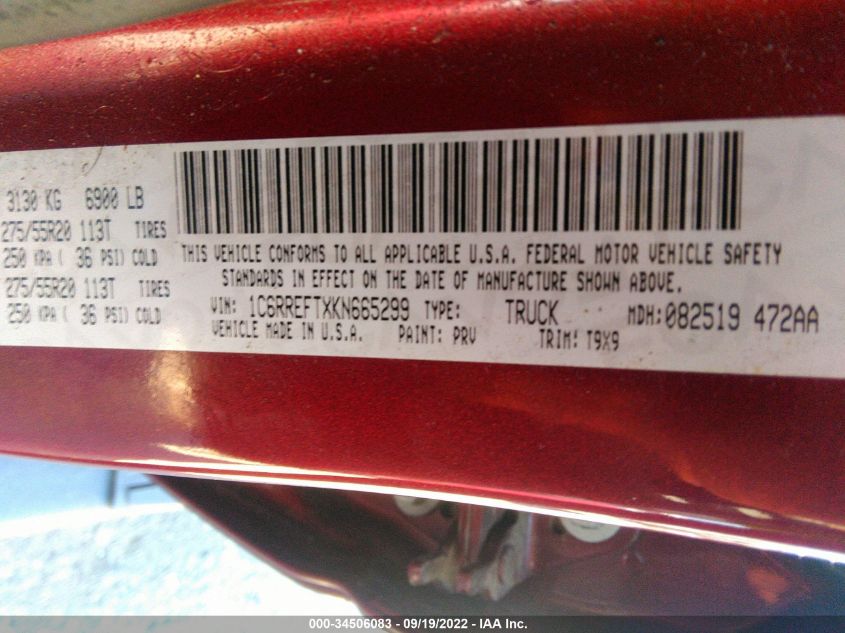 3130 KG 6900 LB
275/55R20 113T TIRES
250 KPA ( 36 PSI) COLD
275/55R20 113T TIRES
250 KPA ( 36 PSI) COLD
THIS VEHICLE CONFORMS TO ALL APPLICABLE U.S.A. FEDERAL MOTOR VEHICLE SAFETY
STANDARDS IN EFFECT ON THE DATE OF MANUFACTURE SHOWN ABOVE.
VIN: 1C6RREFTXKN665299 TYPE: TRUCK MDH:082519 472AA
VEHICLE MADE IN U.S.A. PAINT: PRV TRIM: T9X9
000-34506083 - 09/19/2022 - IAA Inc.